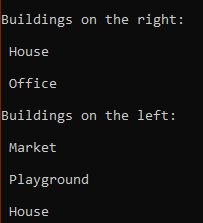 Buildings on the right:
House
Office
Buildings on the left:
Market
Playground
House